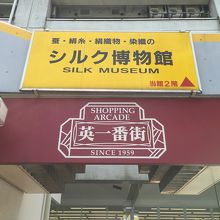 蚕・絹糸・絹織物・染織の
シルク博物館
SILK MUSEUM
当館2階
SHOPPING
ARCADE
英一番街
SINCE 1959